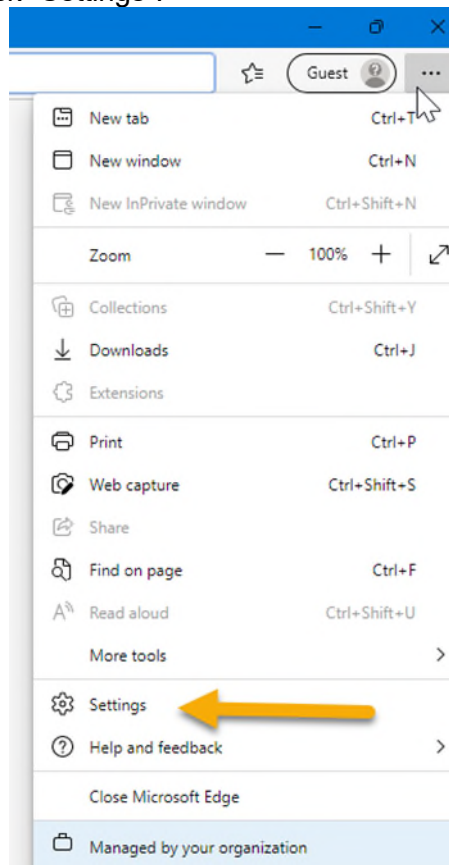 "Settings".
Guest
New tab Ctrl+T
New window Ctrl+N
New InPrivate window Ctrl+Shift+N
Zoom — 100% +
Collections Ctrl+Shift+Y
Downloads Ctrl+J
Extensions
Print Ctrl+P
Web capture Ctrl+Shift+S
Share
Find on page Ctrl+F
Read aloud Ctrl+Shift+U
More tools
Settings
Help and feedback
Close Microsoft Edge
Managed by your organization